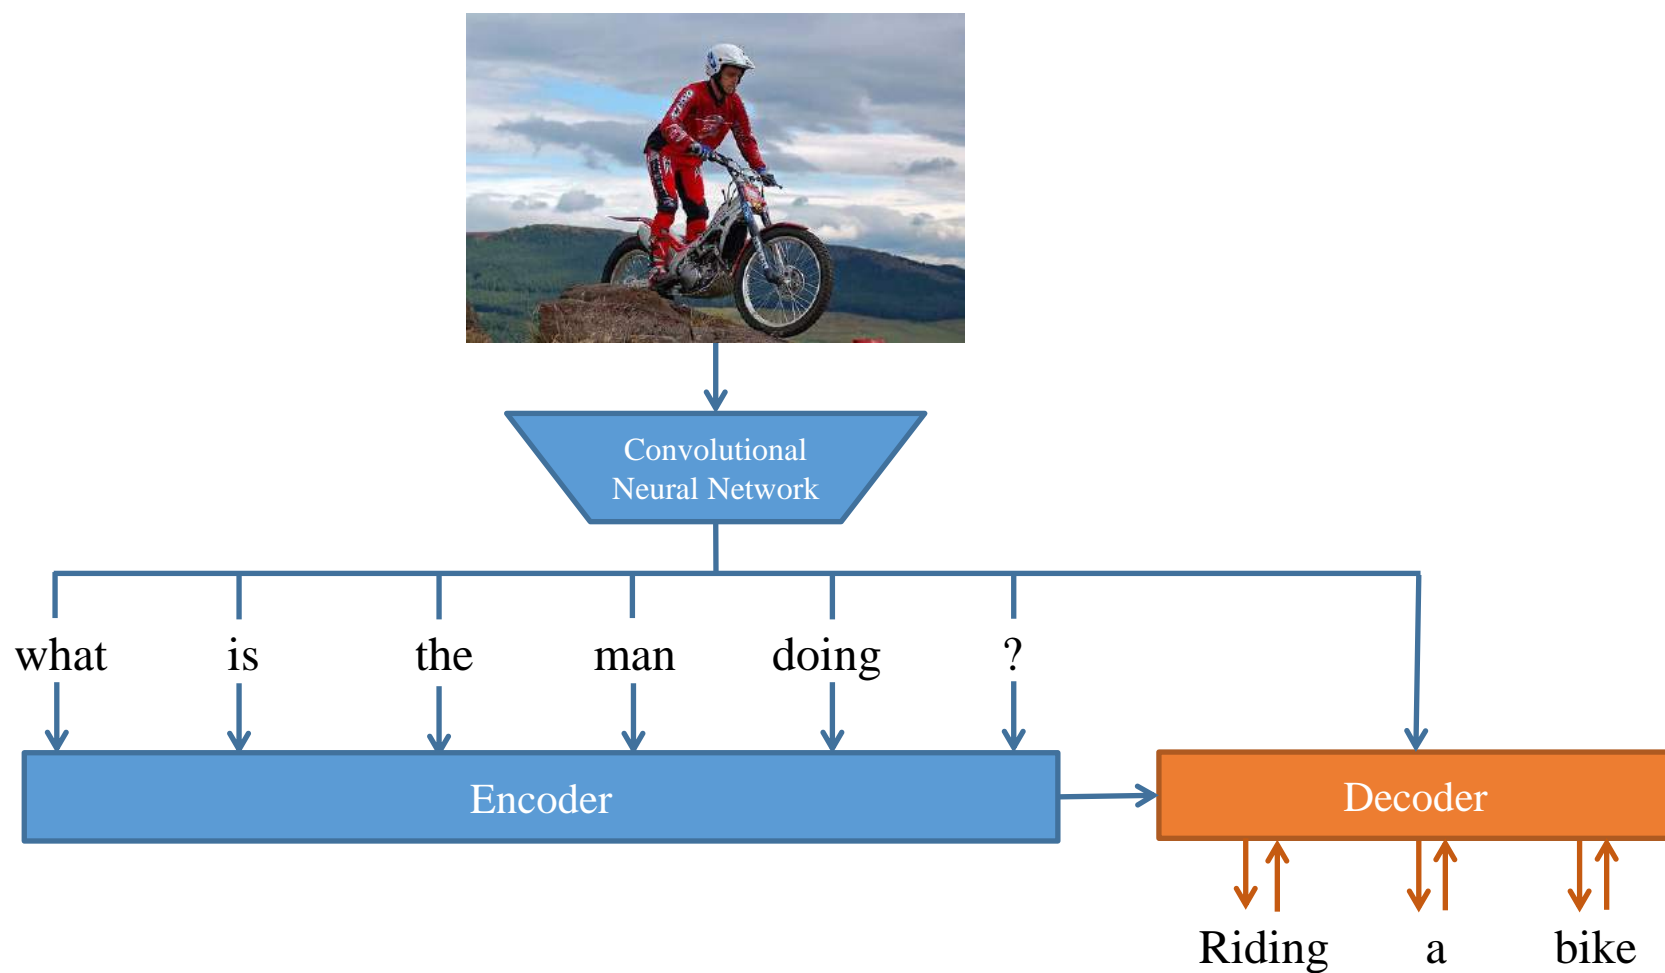 Convolutional
Neural Network
what is the man doing ?
Encoder
Decoder
Riding a bike